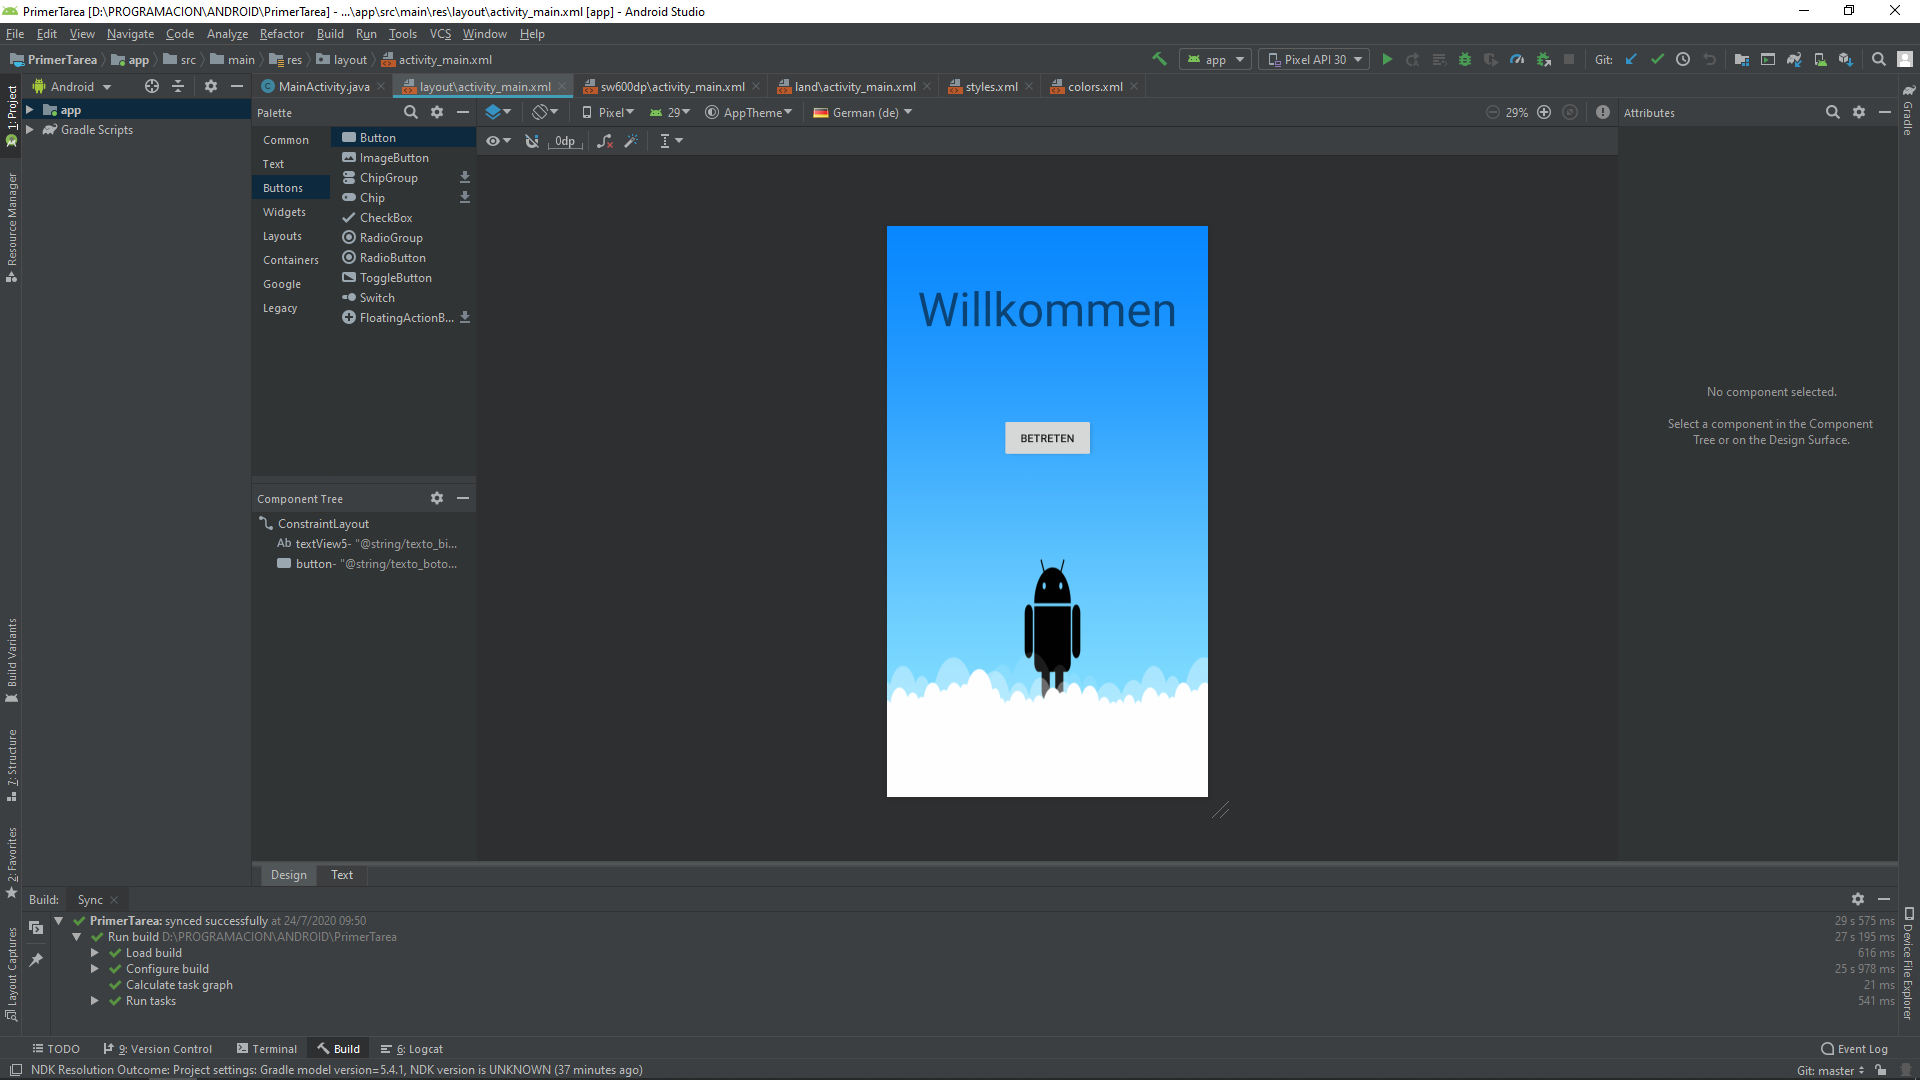 PrimerTarea [D:\PROGRAMACION\ANDROID\PrimerTarea] - ...\app\src\main\res\layout\activity_main.xml [app] - Android Studio
File Edit View Navigate Code Analyze Refactor Build Run Tools VCS Window Help
PrimerTarea app src main res layout activity_main.xml
app Pixel API 30 Git:
Android
MainActivity.java layout\activity_main.xml sw600dp\activity_main.xml land\activity_main.xml styles.xml colors.xml
1: Project
Resource Manager
Build Variants
7: Structure
2: Favorites
Layout Captures
app
Gradle Scripts
Palette
Common
Text
Buttons
Widgets
Layouts
Containers
Google
Legacy
Button
ImageButton
ChipGroup
Chip
CheckBox
RadioGroup
RadioButton
ToggleButton
Switch
FloatingActionB...
Pixel 29 AppTheme German (de) 29%
0dp
Component Tree
ConstraintLayout
Ab textView5- "@string/texto_bi...
button- "@string/texto_boto...
Willkommen
BETRETEN
Attributes
No component selected.
Select a component in the Component
Tree or on the Design Surface.
Gradle
Device File Explorer
Design Text
Build: Sync
PrimerTarea: synced successfully at 24/7/2020 09:50 29 s 575 ms
Run build D:\PROGRAMACION\ANDROID\PrimerTarea 27 s 195 ms
Load build 616 ms
Configure build 25 s 978 ms
Calculate task graph 21 ms
Run tasks 541 ms
TODO 9: Version Control Terminal Build 6: Logcat Event Log
NDK Resolution Outcome: Project settings: Gradle model version=5.4.1, NDK version is UNKNOWN (37 minutes ago) Git: master